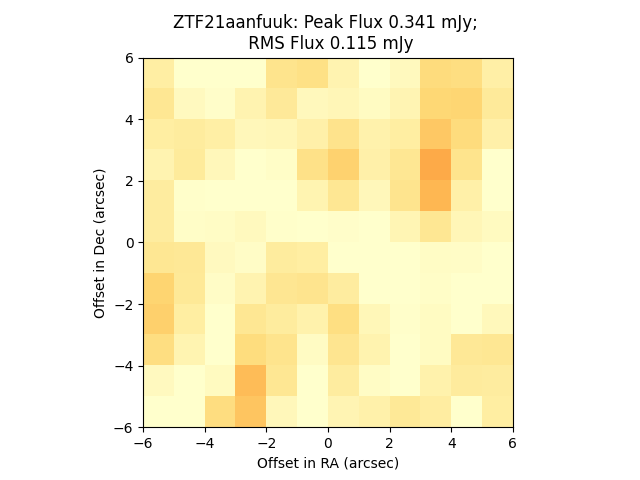 ZTF21aanfuuk: Peak Flux 0.341 mJy;
RMS Flux 0.115 mJy
6
4
2
0
−2
−4
−6
Offset in Dec (arcsec)
−6 −4 −2 0 2 4 6
Offset in RA (arcsec)